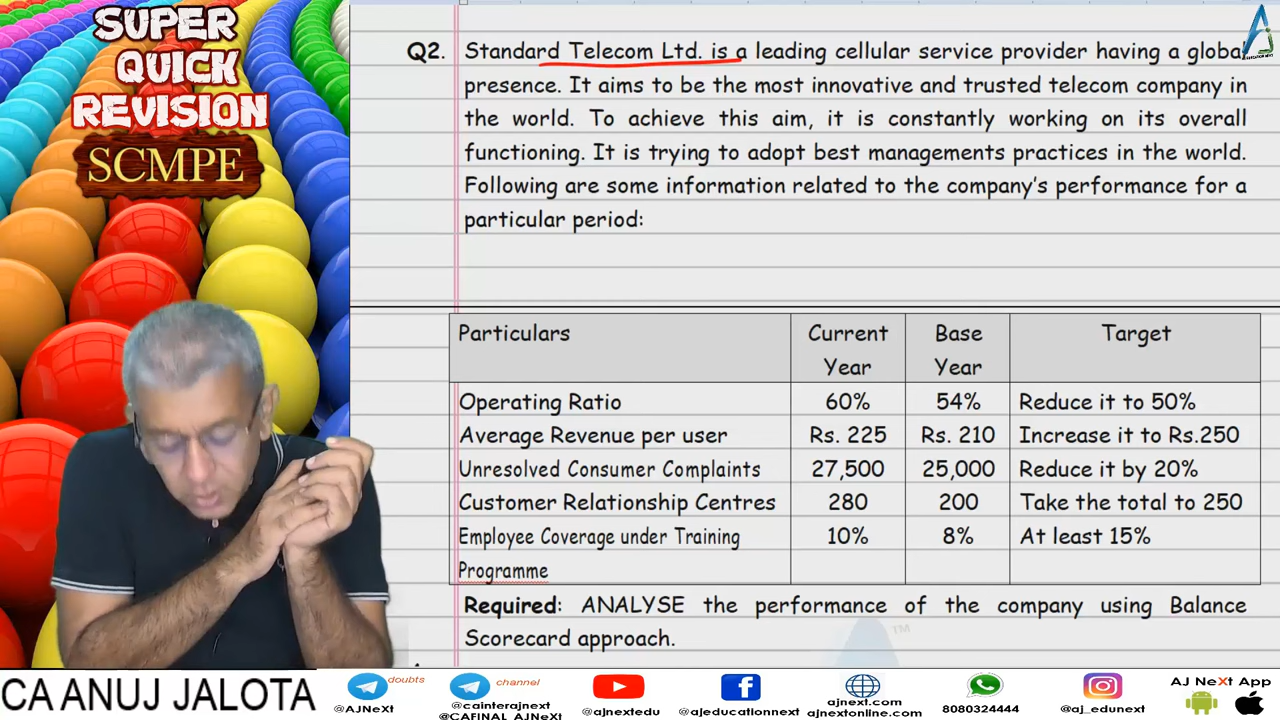 SUPER
QUICK
REVISION
SCMPE
Q2. Standard Telecom Ltd. is a leading cellular service provider having a global
presence. It aims to be the most innovative and trusted telecom company in
the world. To achieve this aim, it is constantly working on its overall
functioning. It is trying to adopt best managements practices in the world.
Following are some information related to the company's performance for a
particular period:
Particulars Current Year Base Year Target
Operating Ratio 60% 54% Reduce it to 50%
Average Revenue per user Rs. 225 Rs. 210 Increase it to Rs.250
Unresolved Consumer Complaints 27,500 25,000 Reduce it by 20%
Customer Relationship Centres 280 200 Take the total to 250
Employee Coverage under Training Programme 10% 8% At least 15%
Required: ANALYSE the performance of the company using Balance
Scorecard approach.
TM
CA ANUJ JALOTA
doubts
@AJNeXt
channel
@cainterajnext
@CAFINAL_AJNeXt
@ajnextedu
@ajeducationnext
ajnext.com
ajnextonline.com
8080324444
@aj_edunext
AJ NeXt App